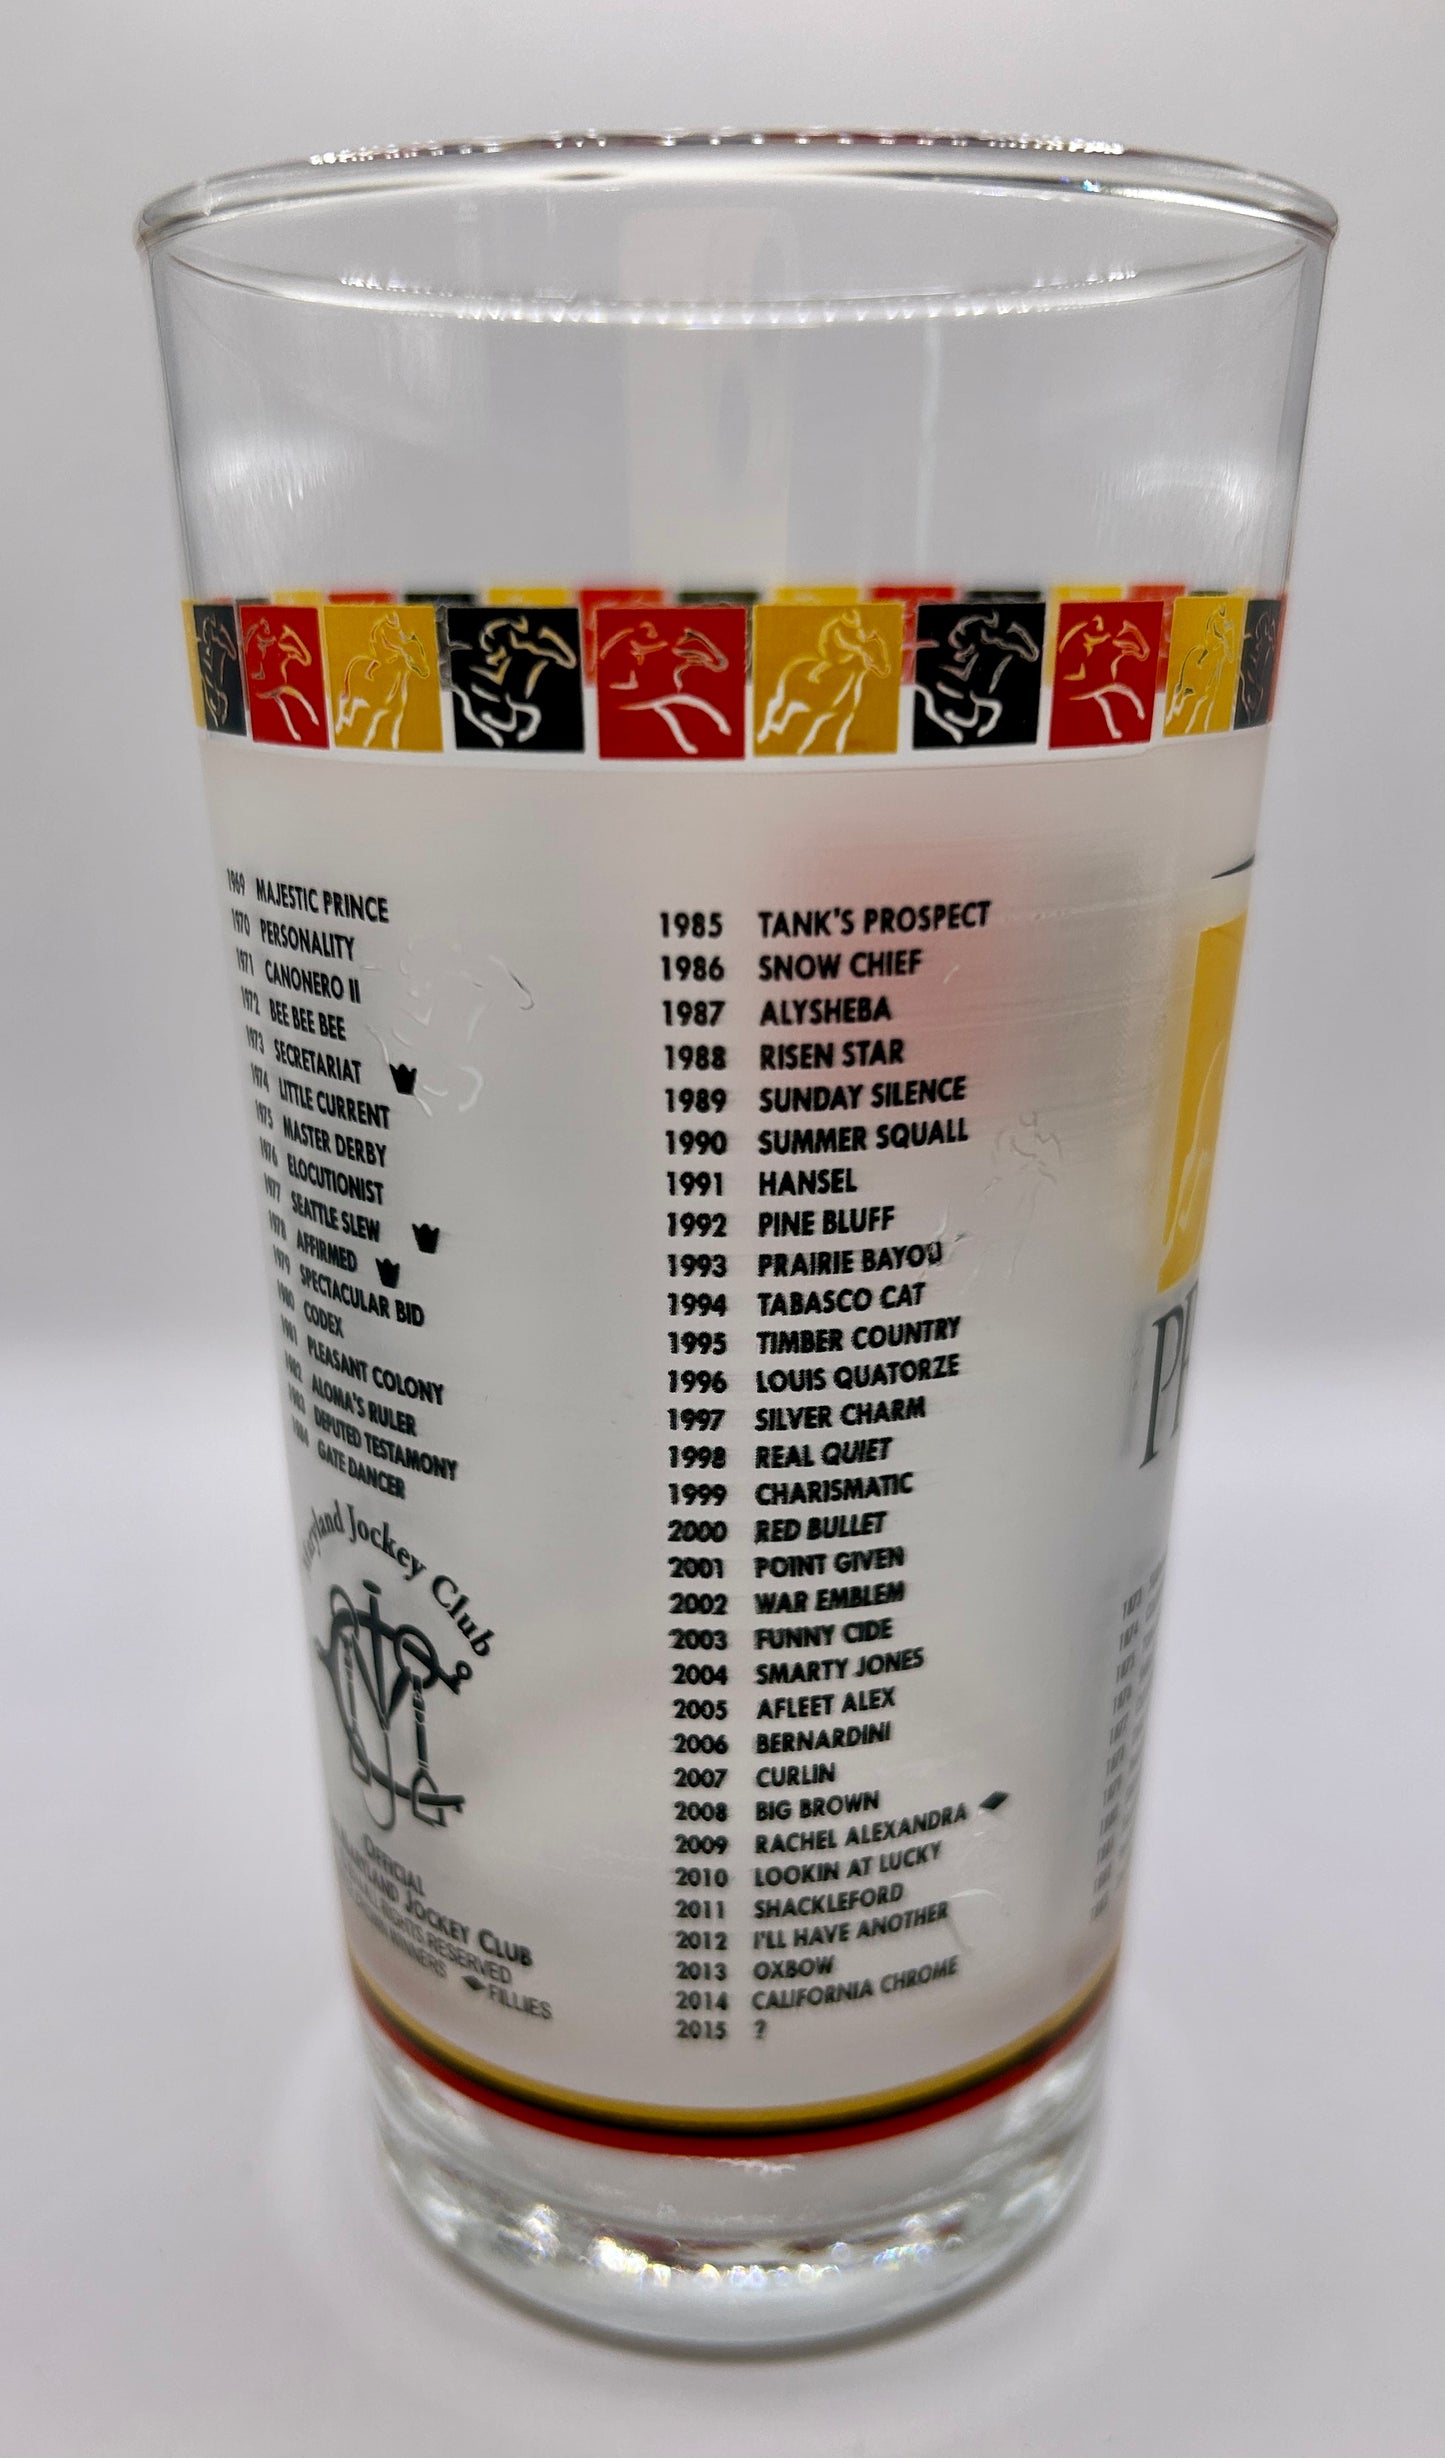 1969 MAJESTIC PRINCE
1970 PERSONALITY
1971 CANONERO II
1972 BEE BEE BEE
1973 SECRETARIAT
1974 LITTLE CURRENT
1975 MASTER DERBY
1976 ELOCUTIONIST
1977 SEATTLE SLEW
1978 AFFIRMED
1979 SPECTACULAR BID
1980 CODEX
1981 PLEASANT COLONY
1982 ALOMA'S RULER
1983 DEPUTED TESTAMONY
1984 GATE DANCER
Maryland Jockey Club
OFFICIAL
MARYLAND JOCKEY CLUB
ALL RIGHTS RESERVED
CROWN WINNERS FILLIES
1985 TANK'S PROSPECT
1986 SNOW CHIEF
1987 ALYSHEBA
1988 RISEN STAR
1989 SUNDAY SILENCE
1990 SUMMER SQUALL
1991 HANSEL
1992 PINE BLUFF
1993 PRAIRIE BAYOU
1994 TABASCO CAT
1995 TIMBER COUNTRY
1996 LOUIS QUATORZE
1997 SILVER CHARM
1998 REAL QUIET
1999 CHARISMATIC
2000 RED BULLET
2001 POINT GIVEN
2002 WAR EMBLEM
2003 FUNNY CIDE
2004 SMARTY JONES
2005 AFLEET ALEX
2006 BERNARDINI
2007 CURLIN
2008 BIG BROWN
2009 RACHEL ALEXANDRA
2010 LOOKIN AT LUCKY
2011 SHACKLEFORD
2012 I'LL HAVE ANOTHER
2013 OXBOW
2014 CALIFORNIA CHROME
2015 ?
PR
1873
1874
1875
1876
1877